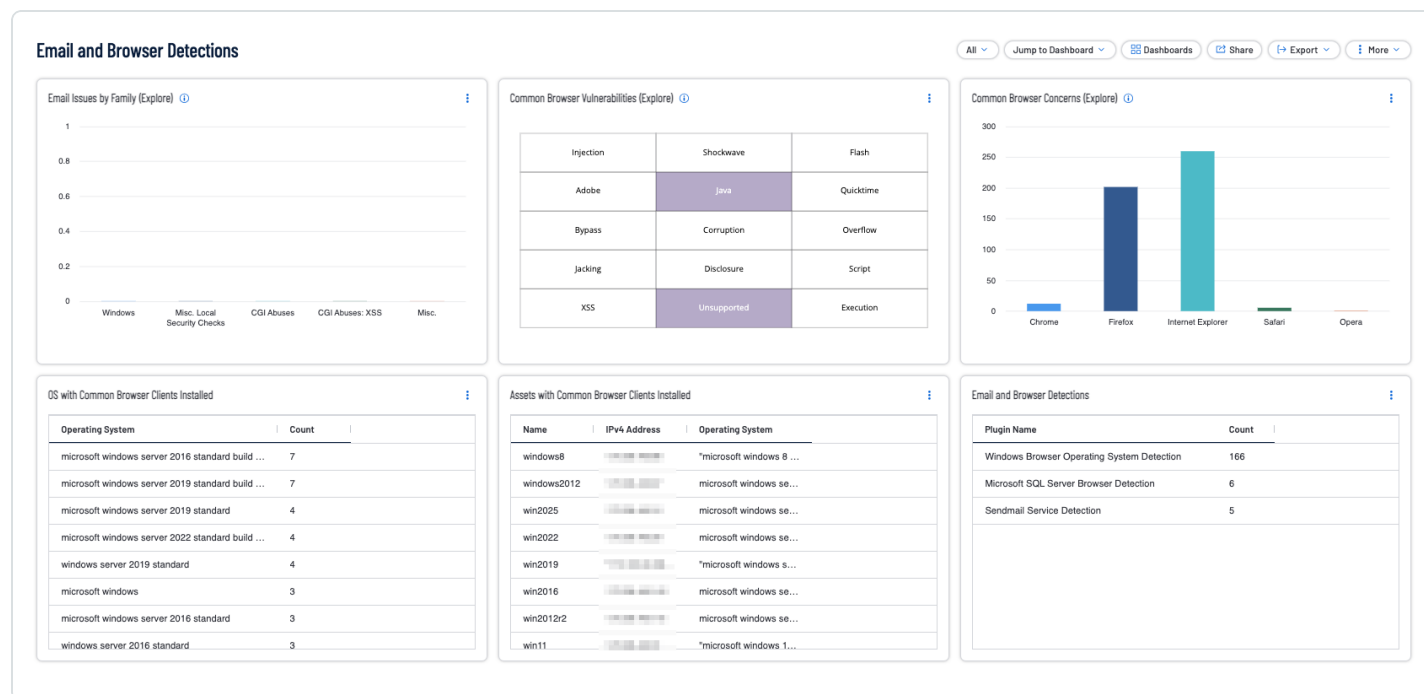 Email and Browser Detections
All
Jump to Dashboard
Dashboards
Share
Export
More
Email Issues by Family (Explore)
1
0.8
0.6
0.4
0.2
0
Windows
Misc. Local
Security Checks
CGI Abuses
CGI Abuses: XSS
Misc.
Common Browser Vulnerabilities (Explore)
Injection Shockwave Flash
Adobe Java Quicktime
Bypass Corruption Overflow
Jacking Disclosure Script
XSS Unsupported Execution
Common Browser Concerns (Explore)
300
250
200
150
100
50
0
Chrome Firefox Internet Explorer Safari Opera
OS with Common Browser Clients Installed
Operating System Count
microsoft windows server 2016 standard build ... 7
microsoft windows server 2019 standard build ... 7
microsoft windows server 2019 standard 4
microsoft windows server 2022 standard build ... 4
windows server 2019 standard 4
microsoft windows 3
microsoft windows server 2016 standard 3
windows server 2016 standard 3
Assets with Common Browser Clients Installed
Name IPv4 Address Operating System
windows8 "microsoft windows 8 ...
windows2012 microsoft windows se...
win2025 microsoft windows se...
win2022 microsoft windows se...
win2019 "microsoft windows s...
win2016 microsoft windows se...
win2012r2 microsoft windows se...
win11 "microsoft windows 1...
Email and Browser Detections
Plugin Name Count
Windows Browser Operating System Detection 166
Microsoft SQL Server Browser Detection 6
Sendmail Service Detection 5